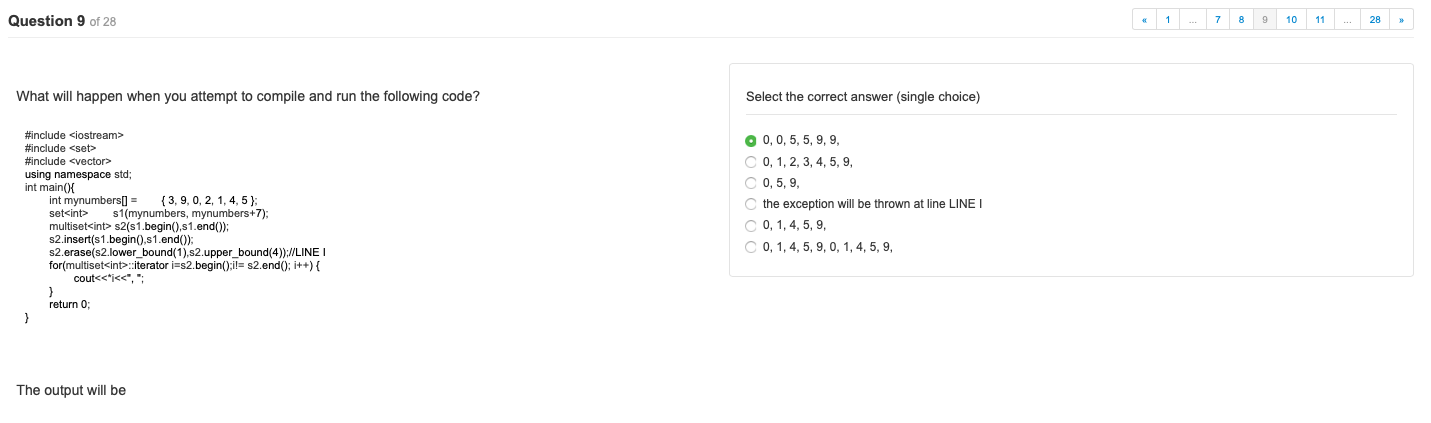 Question 9 of 28
« 1 ... 7 8 9 10 11 ... 28 »
What will happen when you attempt to compile and run the following code?
#include <iostream>
#include <set>
#include <vector>
using namespace std;
int main(){
int mynumbers[] = { 3, 9, 0, 2, 1, 4, 5 };
set<int> s1(mynumbers, mynumbers+7);
multiset<int> s2(s1.begin(),s1.end());
s2.insert(s1.begin(),s1.end());
s2.erase(s2.lower_bound(1),s2.upper_bound(4));//LINE I
for(multiset<int>::iterator i=s2.begin();i!= s2.end(); i++) {
cout<<*i<<", ";
}
return 0;
}
The output will be
Select the correct answer (single choice)
0, 0, 5, 5, 9, 9,
0, 1, 2, 3, 4, 5, 9,
0, 5, 9,
the exception will be thrown at line LINE I
0, 1, 4, 5, 9,
0, 1, 4, 5, 9, 0, 1, 4, 5, 9,